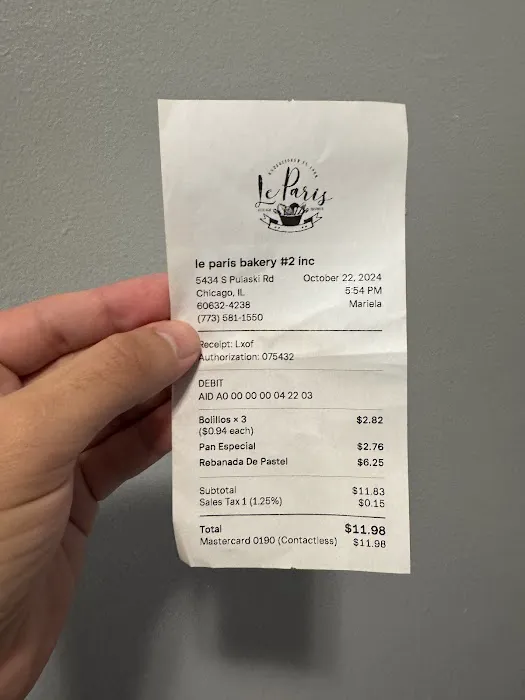 Le Paris
le paris bakery #2 inc
5434 S Pulaski Rd October 22, 2024
Chicago, IL 5:54 PM
60632-4238 Mariela
(773) 581-1550
Receipt: Lxof
Authorization: 075432
DEBIT
AID A0 00 00 00 04 22 03
Bolillos × 3 $2.82
($0.94 each)
Pan Especial $2.76
Rebanada De Pastel $6.25
Subtotal $11.83
Sales Tax 1 (1.25%) $0.15
Total $11.98
Mastercard 0190 (Contactless) $11.98